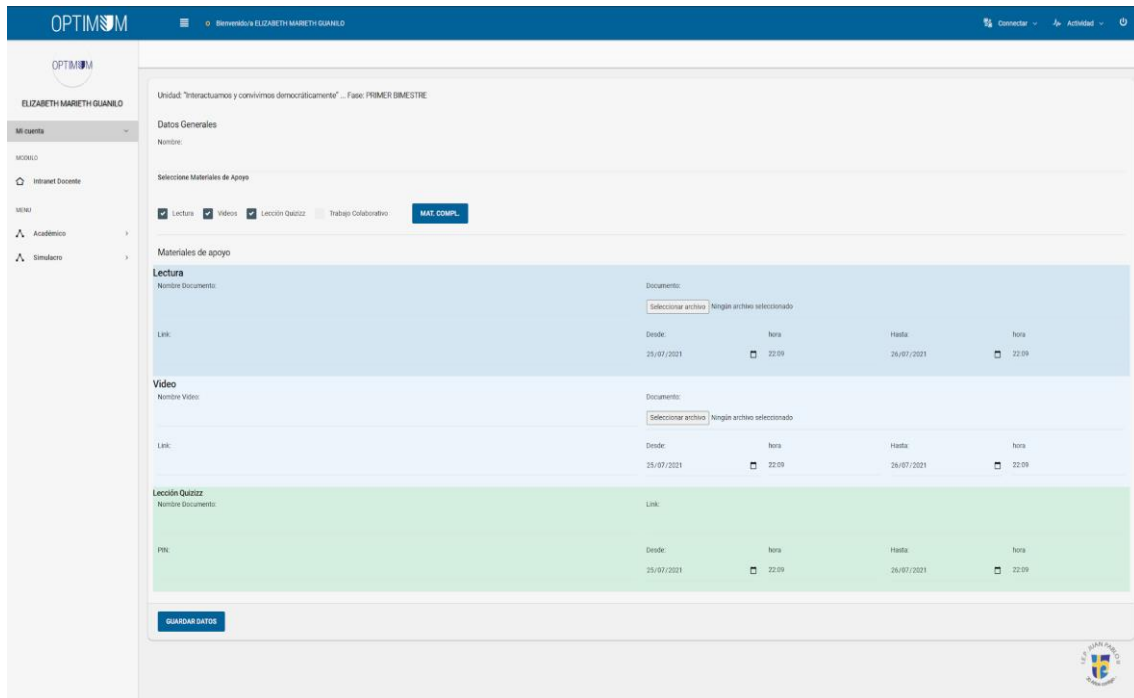 OPTIMUM
Bienvenido/a ELIZABETH MARIETH GUANILO
Connectar
Actividad
OPTIMUM
ELIZABETH MARIETH GUANILO
Mi cuenta
MODULO
Intranet Docente
MENU
Académico
Simulacro
Unidad: "Interactuamos y convivimos democráticamente" ... Fase: PRIMER BIMESTRE
Datos Generales
Nombre:
Seleccione Materiales de Apoyo
Lectura Videos Lección Quizizz Trabajo Colaborativo MAT. COMPL.
Materiales de apoyo
Lectura
Nombre Documento: Documento:
Seleccionar archivo Ningún archivo seleccionado
Link: Desde: hora Hasta: hora
25/07/2021 22:09 26/07/2021 22:09
Video
Nombre Video: Documento:
Seleccionar archivo Ningún archivo seleccionado
Link: Desde: hora Hasta: hora
25/07/2021 22:09 26/07/2021 22:09
Lección Quizizz
Nombre Documento: Link:
PIN: Desde: hora Hasta: hora
25/07/2021 22:09 26/07/2021 22:09
GUARDAR DATOS
I.E.P. JUAN PABLO II